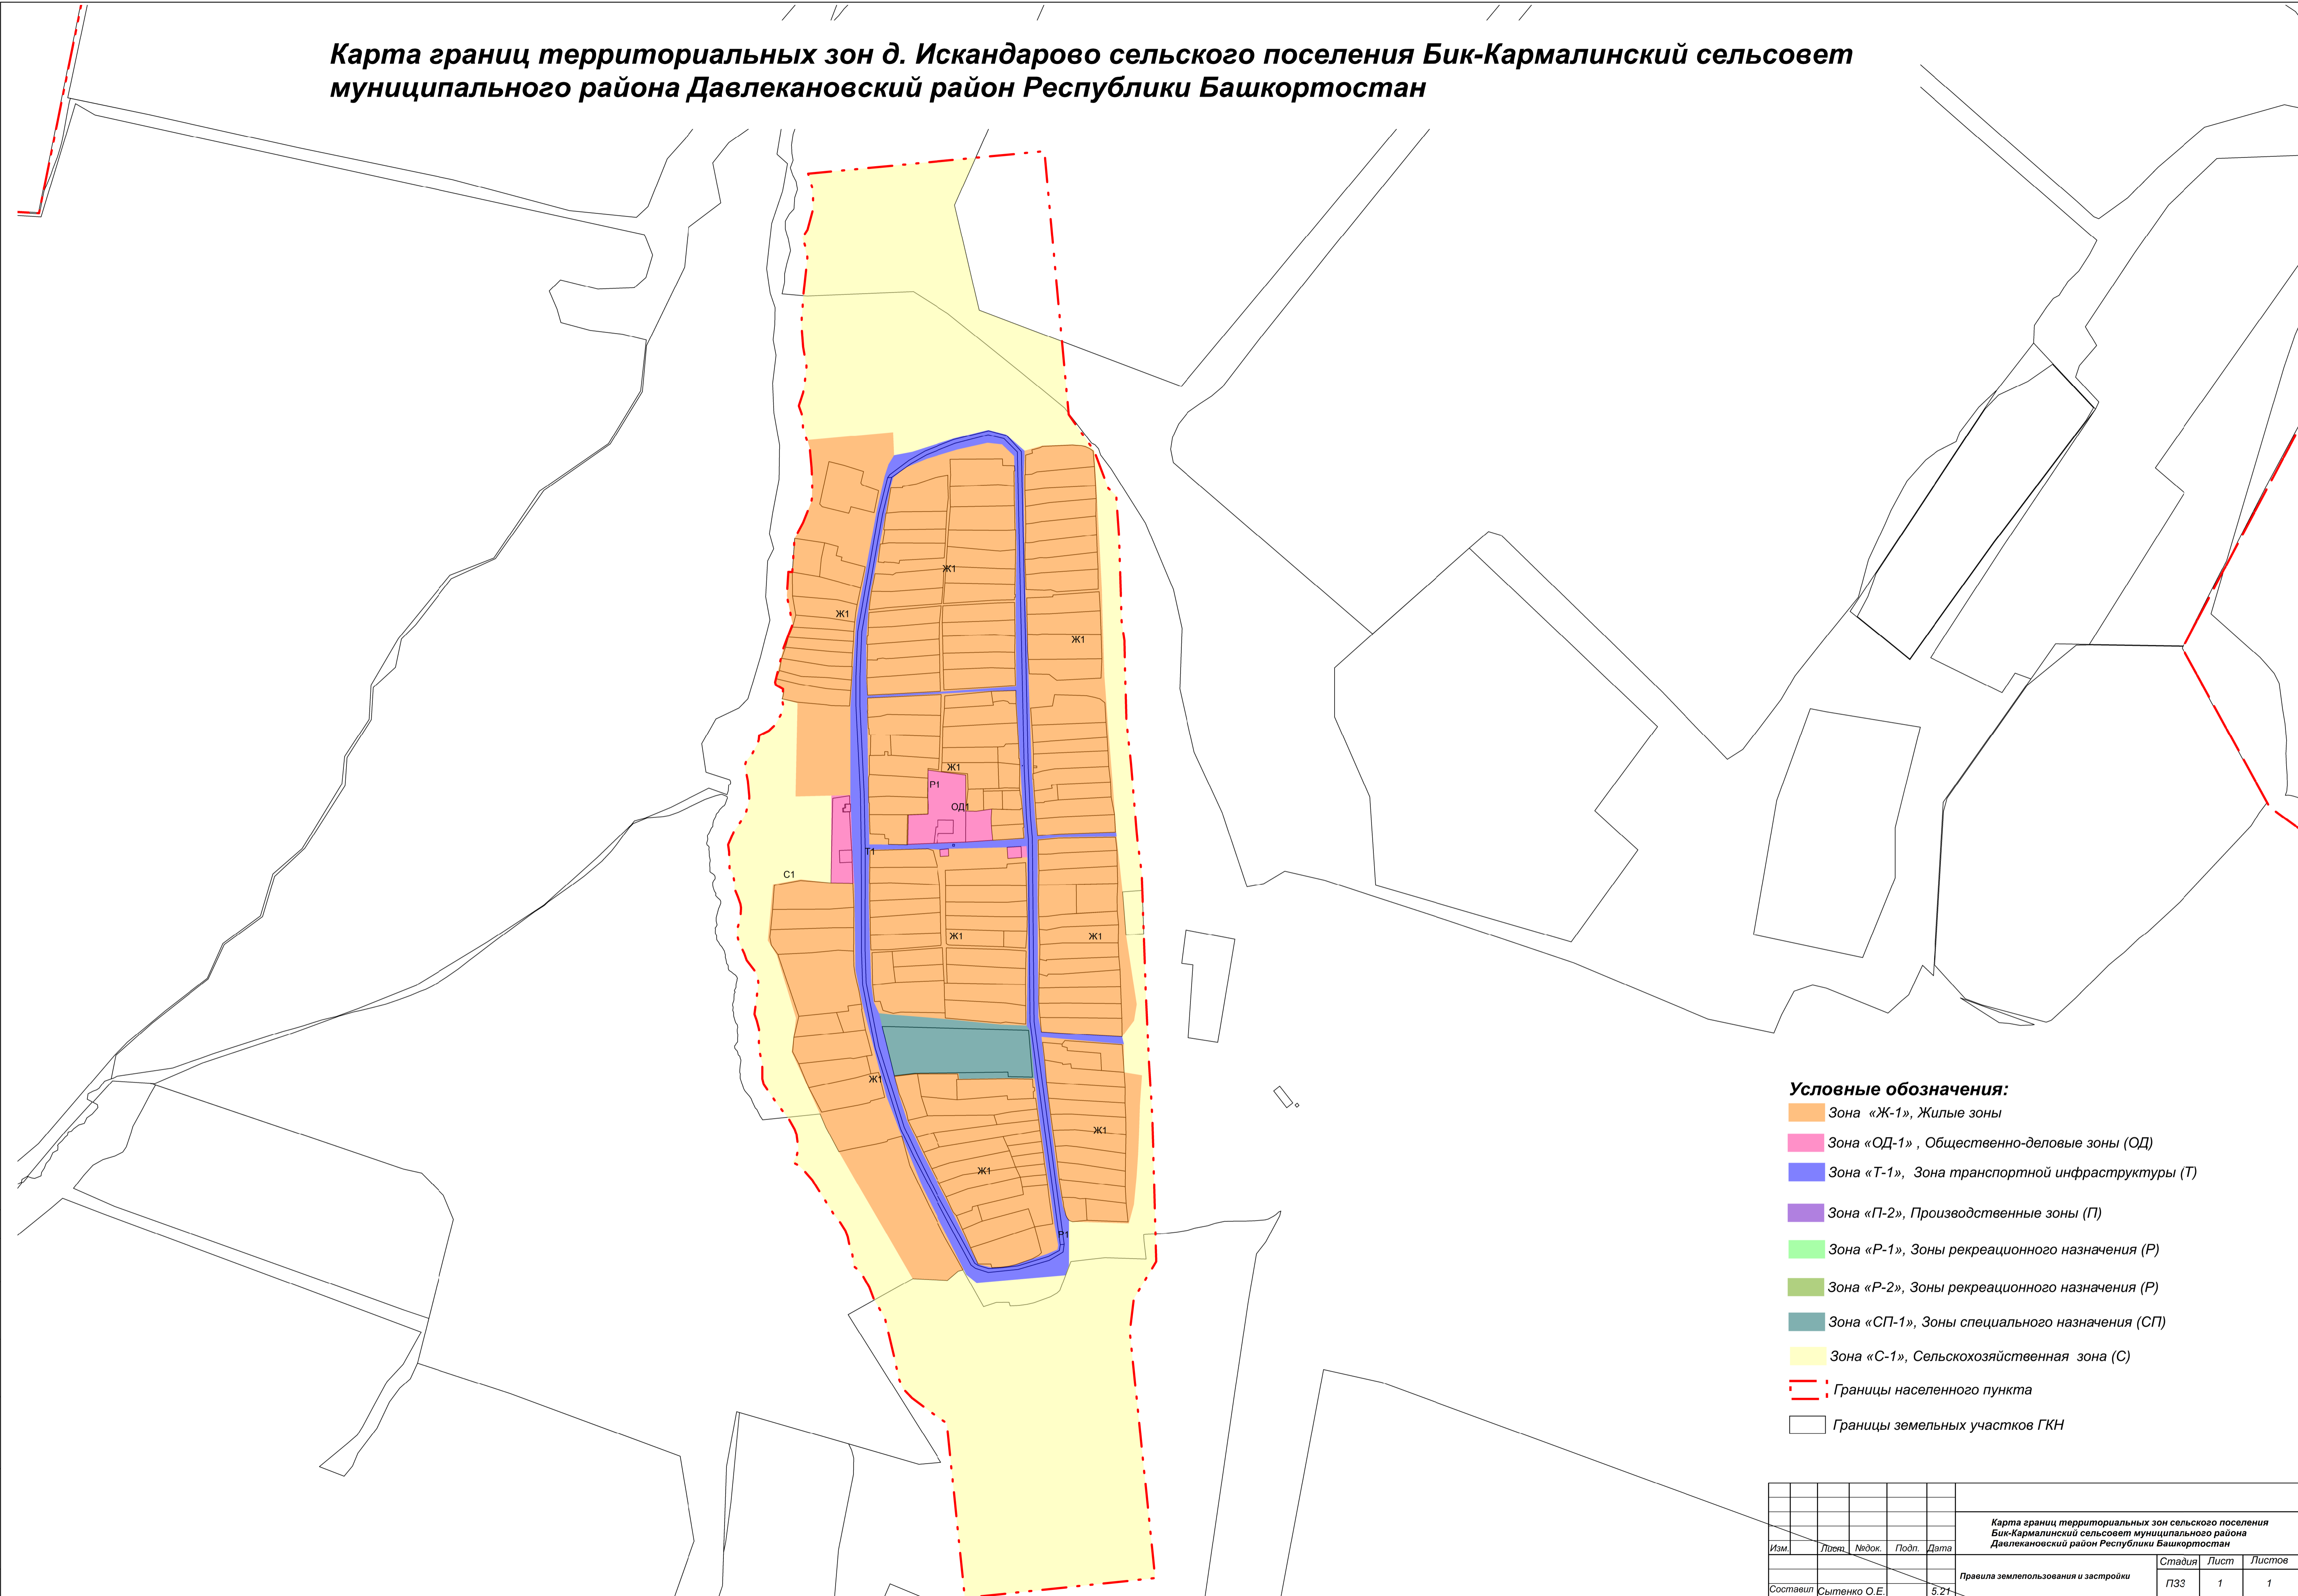 Карта границ территориальных зон д. Искандарово сельского поселения Бик-Кармалинский сельсовет
муниципального района Давлекановский район Республики Башкортостан
Ж1
Ж1
Ж1
Ж1
Р1
ОД1
Т1
С1
Ж1
Ж1
Ж1
Ж1
Ж1
Р1
Условные обозначения:
Зона «Ж-1», Жилые зоны
Зона «ОД-1» , Общественно-деловые зоны (ОД)
Зона «Т-1», Зона транспортной инфраструктуры (Т)
Зона «П-2», Производственные зоны (П)
Зона «Р-1», Зоны рекреационного назначения (Р)
Зона «Р-2», Зоны рекреационного назначения (Р)
Зона «СП-1», Зоны специального назначения (СП)
Зона «С-1», Сельскохозяйственная зона (С)
Границы населенного пункта
Границы земельных участков ГКН
Карта границ территориальных зон сельского поселения
Бик-Кармалинский сельсовет муниципального района
Давлекановский район Республики Башкортостан
Изм. Лист №док. Подп. Дата
Правила землепользования и застройки
Стадия Лист Листов
ПЗЗ 1 1
Составил Сытенко О.Е. 5.21